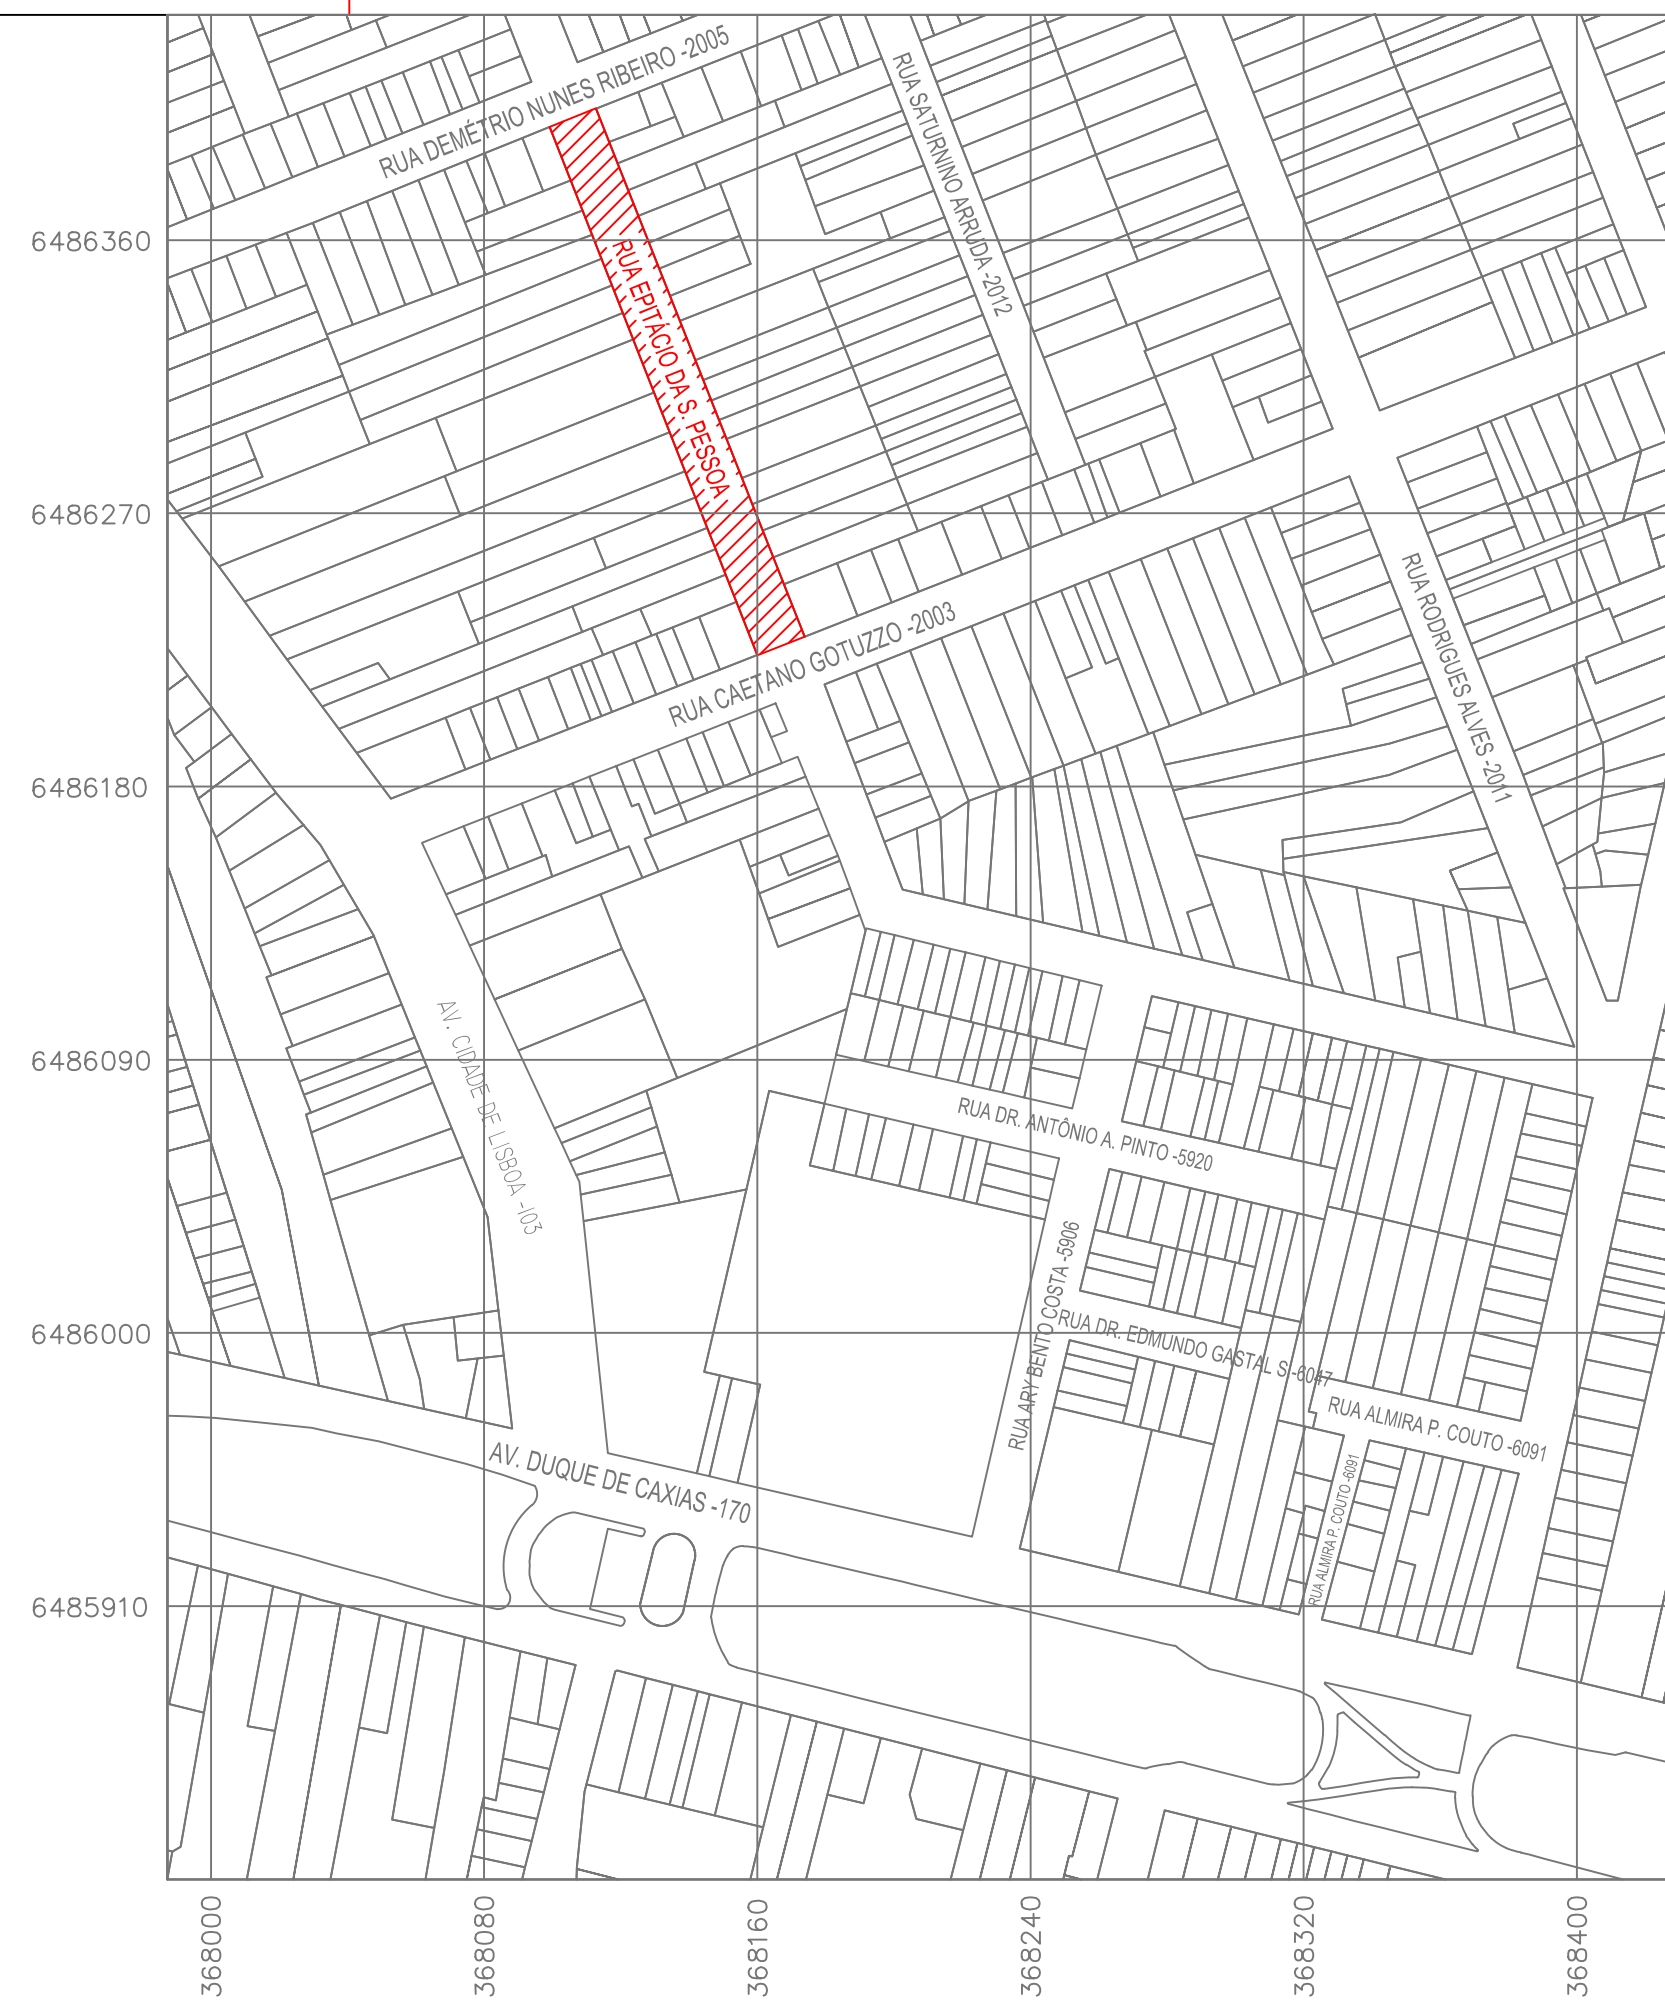 RUA DEMÉTRIO NUNES RIBEIRO -2005
RUA SATURNINO ARRUDA -2012
6486360
RUA EPITÁCIO DA S. PESSOA
6486270
RUA CAETANO GOTUZZO -2003
RUA RODRIGUES ALVES -2011
6486180
AV. CIDADE DE LISBOA -103
6486090
RUA DR. ANTÔNIO A. PINTO -5920
RUA ARY BENTO COSTA -5906
6486000
RUA DR. EDMUNDO GASTAL S -6047
RUA ALMIRA P. COUTO -6091
AV. DUQUE DE CAXIAS -170
RUA ALMIRA P. COUTO -6091
6485910
368000
368080
368160
368240
368320
368400